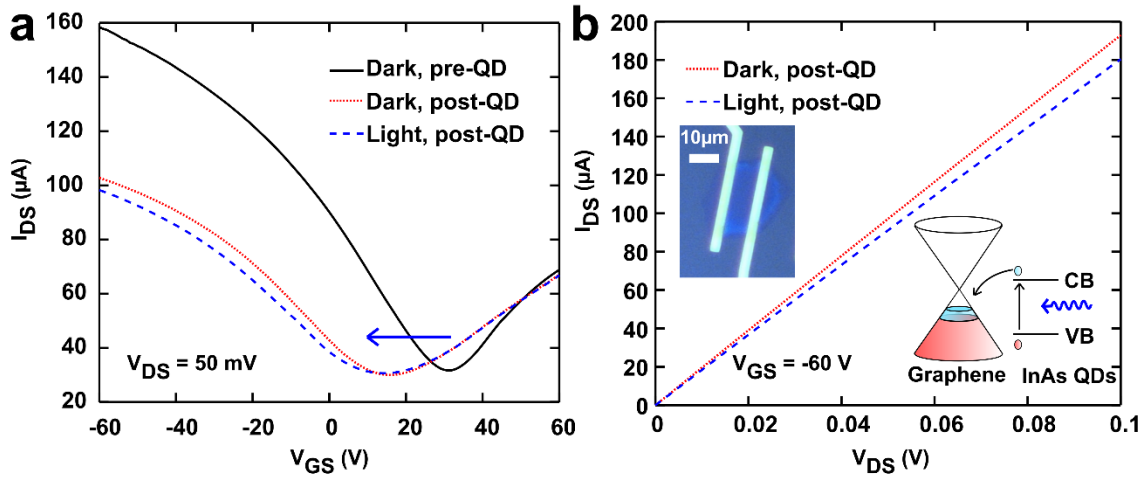 a
160
140
120
100
80
60
40
20
I_DS (µA)
-60
-40
-20
0
20
40
60
V_GS (V)
Dark, pre-QD
Dark, post-QD
Light, post-QD
V_DS = 50 mV
b
200
180
160
140
120
100
80
60
40
20
0
I_DS (µA)
0
0.02
0.04
0.06
0.08
0.1
V_DS (V)
Dark, post-QD
Light, post-QD
10µm
CB
VB
Graphene
InAs QDs
V_GS = -60 V